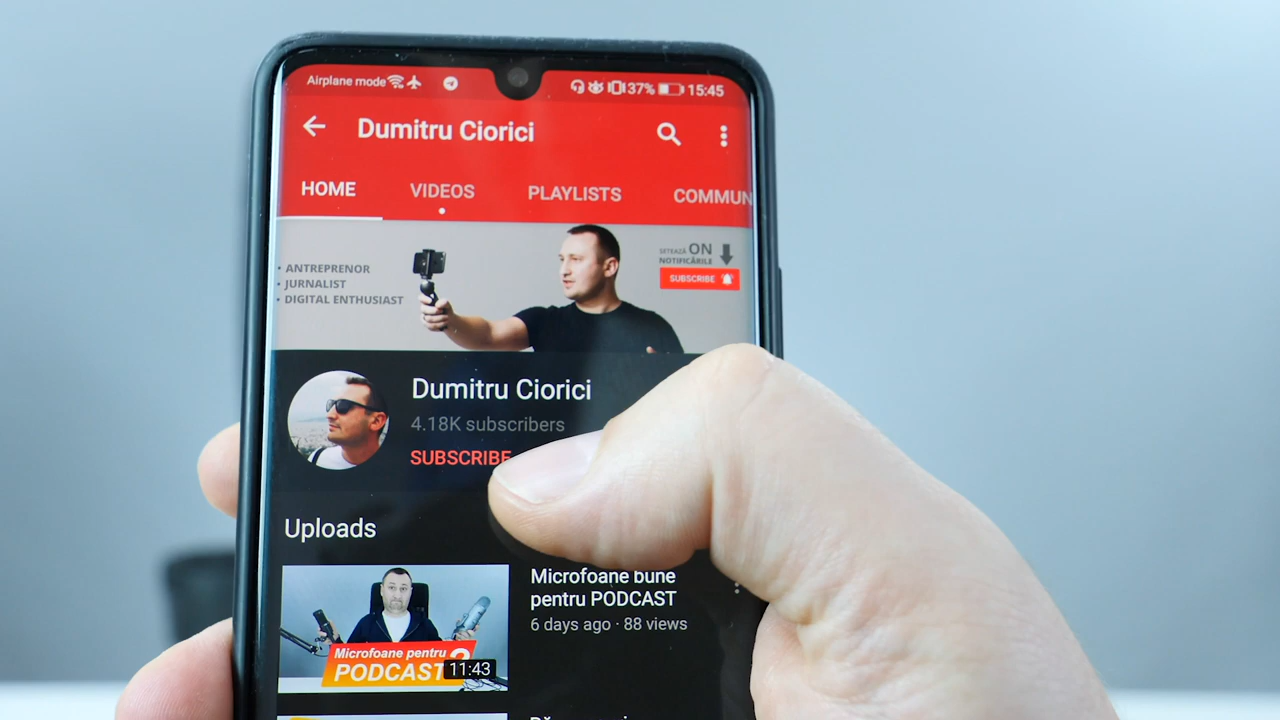 Airplane mode 37% 15:45
Dumitru Ciorici
HOME VIDEOS PLAYLISTS COMMUN
• ANTREPRENOR
• JURNALIST
• DIGITAL ENTHUSIAST
SETEAZĂ ON
NOTIFICĂRILE
SUBSCRIBE
Dumitru Ciorici
4.18K subscribers
SUBSCRIBE
Uploads
Microfoane bune
pentru PODCAST
6 days ago · 88 views
Microfoane pentru
PODCAST ?
11:43